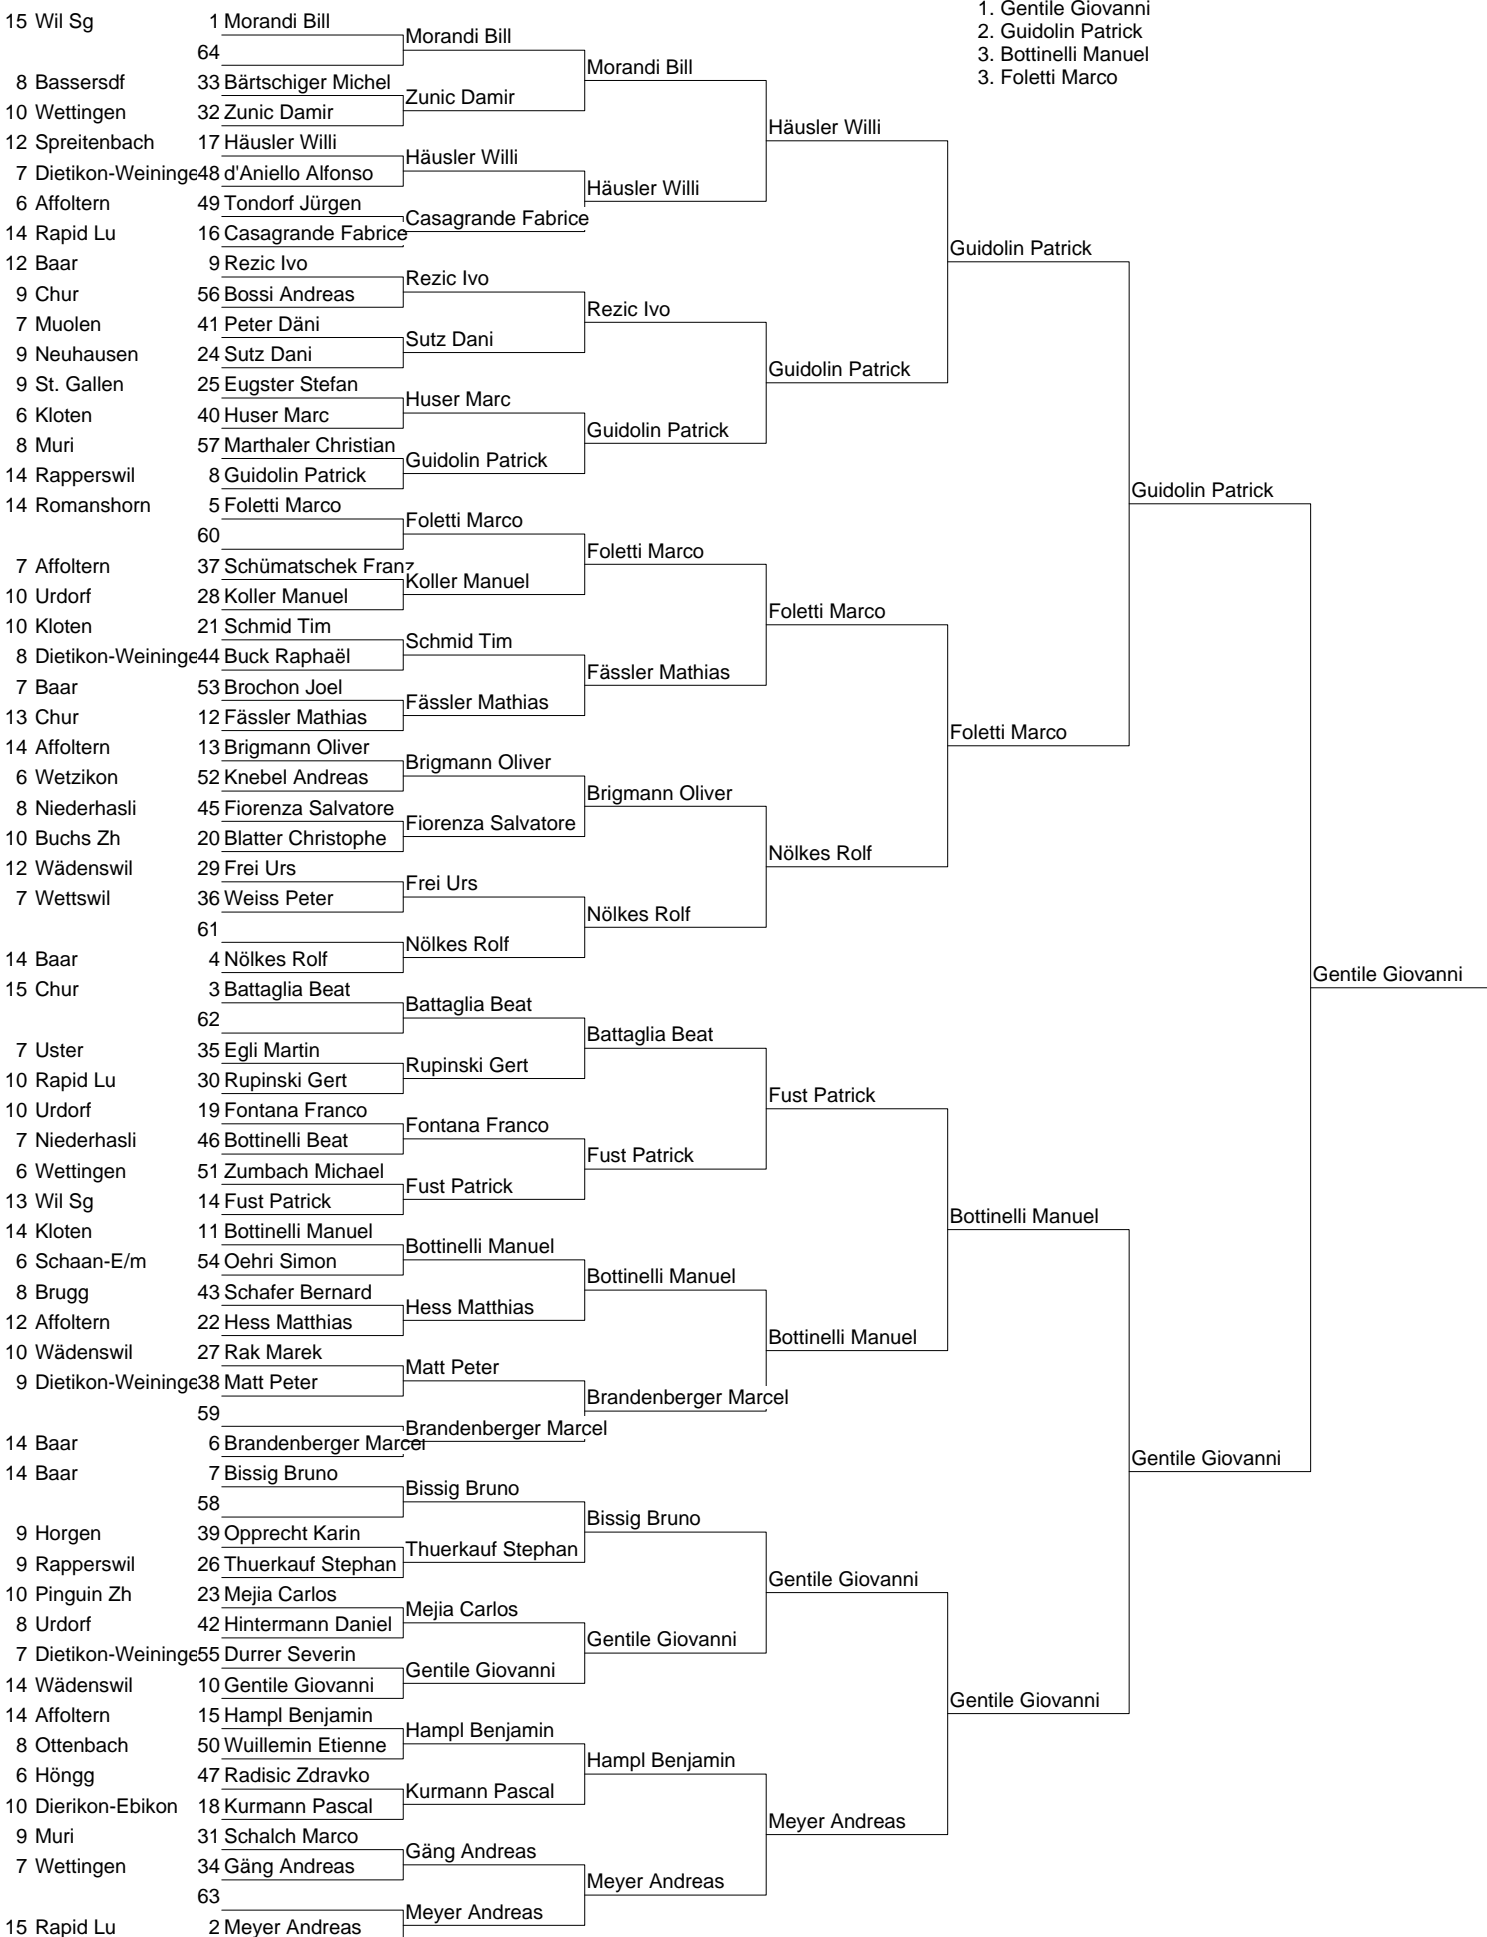 1. Gentile Giovanni
2. Guidolin Patrick
3. Bottinelli Manuel
3. Foletti Marco
15 Wil Sg 1 Morandi Bill
64
8 Bassersdf 33 Bärtschiger Michel
10 Wettingen 32 Zunic Damir
12 Spreitenbach 17 Häusler Willi
7 Dietikon-Weininge 48 d'Aniello Alfonso
6 Affoltern 49 Tondorf Jürgen
14 Rapid Lu 16 Casagrande Fabrice
12 Baar 9 Rezic Ivo
9 Chur 56 Bossi Andreas
7 Muolen 41 Peter Däni
9 Neuhausen 24 Sutz Dani
9 St. Gallen 25 Eugster Stefan
6 Kloten 40 Huser Marc
8 Muri 57 Marthaler Christian
14 Rapperswil 8 Guidolin Patrick
14 Romanshorn 5 Foletti Marco
60
7 Affoltern 37 Schümatschek Franz
10 Urdorf 28 Koller Manuel
10 Kloten 21 Schmid Tim
8 Dietikon-Weininge 44 Buck Raphaël
7 Baar 53 Brochon Joel
13 Chur 12 Fässler Mathias
14 Affoltern 13 Brigmann Oliver
6 Wetzikon 52 Knebel Andreas
8 Niederhasli 45 Fiorenza Salvatore
10 Buchs Zh 20 Blatter Christophe
12 Wädenswil 29 Frei Urs
7 Wettswil 36 Weiss Peter
61
14 Baar 4 Nölkes Rolf
15 Chur 3 Battaglia Beat
62
7 Uster 35 Egli Martin
10 Rapid Lu 30 Rupinski Gert
10 Urdorf 19 Fontana Franco
7 Niederhasli 46 Bottinelli Beat
6 Wettingen 51 Zumbach Michael
13 Wil Sg 14 Fust Patrick
14 Kloten 11 Bottinelli Manuel
6 Schaan-E/m 54 Oehri Simon
8 Brugg 43 Schafer Bernard
12 Affoltern 22 Hess Matthias
10 Wädenswil 27 Rak Marek
9 Dietikon-Weininge 38 Matt Peter
59
14 Baar 6 Brandenberger Marcel
14 Baar 7 Bissig Bruno
58
9 Horgen 39 Opprecht Karin
9 Rapperswil 26 Thuerkauf Stephan
10 Pinguin Zh 23 Mejia Carlos
8 Urdorf 42 Hintermann Daniel
7 Dietikon-Weininge 55 Durrer Severin
14 Wädenswil 10 Gentile Giovanni
14 Affoltern 15 Hampl Benjamin
8 Ottenbach 50 Wuillemin Etienne
6 Höngg 47 Radisic Zdravko
10 Dierikon-Ebikon 18 Kurmann Pascal
9 Muri 31 Schalch Marco
7 Wettingen 34 Gäng Andreas
63
15 Rapid Lu 2 Meyer Andreas
Morandi Bill
Zunic Damir
Häusler Willi
Casagrande Fabrice
Rezic Ivo
Sutz Dani
Huser Marc
Guidolin Patrick
Foletti Marco
Koller Manuel
Schmid Tim
Fässler Mathias
Brigmann Oliver
Fiorenza Salvatore
Frei Urs
Nölkes Rolf
Battaglia Beat
Rupinski Gert
Fontana Franco
Fust Patrick
Bottinelli Manuel
Hess Matthias
Matt Peter
Brandenberger Marcel
Bissig Bruno
Thuerkauf Stephan
Mejia Carlos
Gentile Giovanni
Hampl Benjamin
Kurmann Pascal
Gäng Andreas
Meyer Andreas
Morandi Bill
Häusler Willi
Rezic Ivo
Guidolin Patrick
Foletti Marco
Fässler Mathias
Brigmann Oliver
Nölkes Rolf
Battaglia Beat
Fust Patrick
Bottinelli Manuel
Brandenberger Marcel
Bissig Bruno
Gentile Giovanni
Hampl Benjamin
Meyer Andreas
Häusler Willi
Guidolin Patrick
Foletti Marco
Nölkes Rolf
Fust Patrick
Bottinelli Manuel
Gentile Giovanni
Meyer Andreas
Guidolin Patrick
Foletti Marco
Bottinelli Manuel
Gentile Giovanni
Guidolin Patrick
Gentile Giovanni
Gentile Giovanni